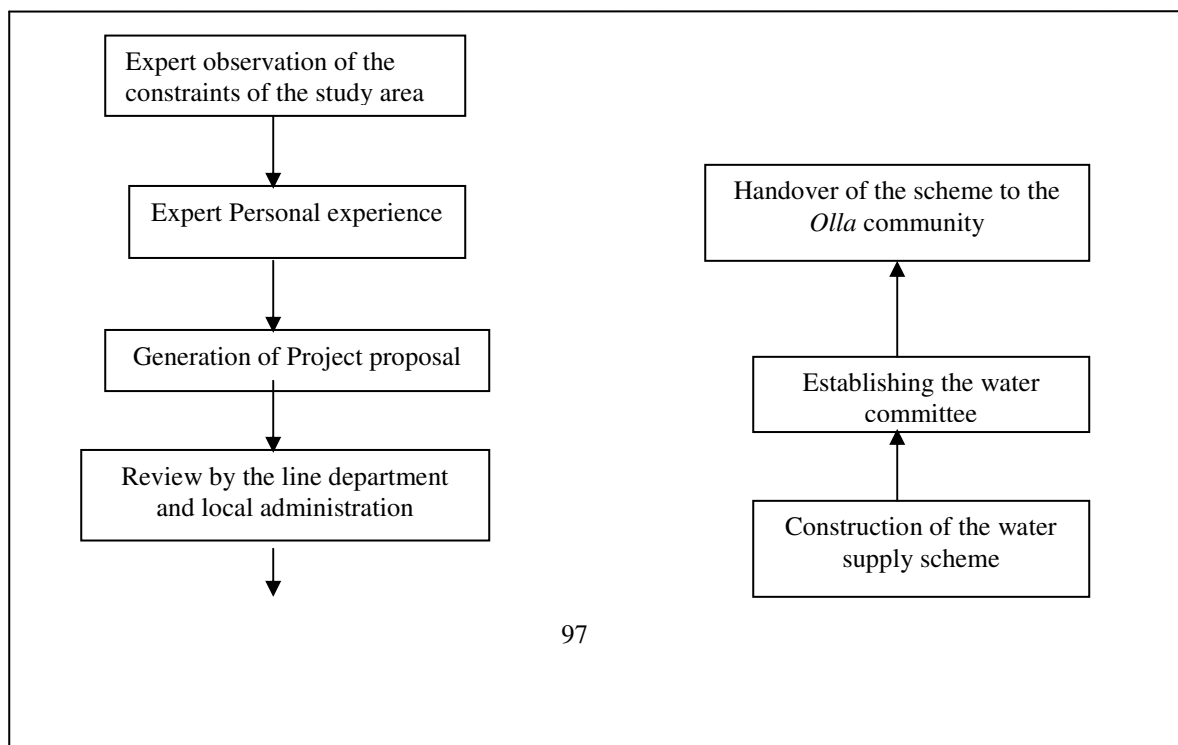 Expert observation of the
constraints of the study area
Expert Personal experience
Generation of Project proposal
Review by the line department
and local administration
Handover of the scheme to the
Olla community
Establishing the water
committee
Construction of the water
supply scheme
97